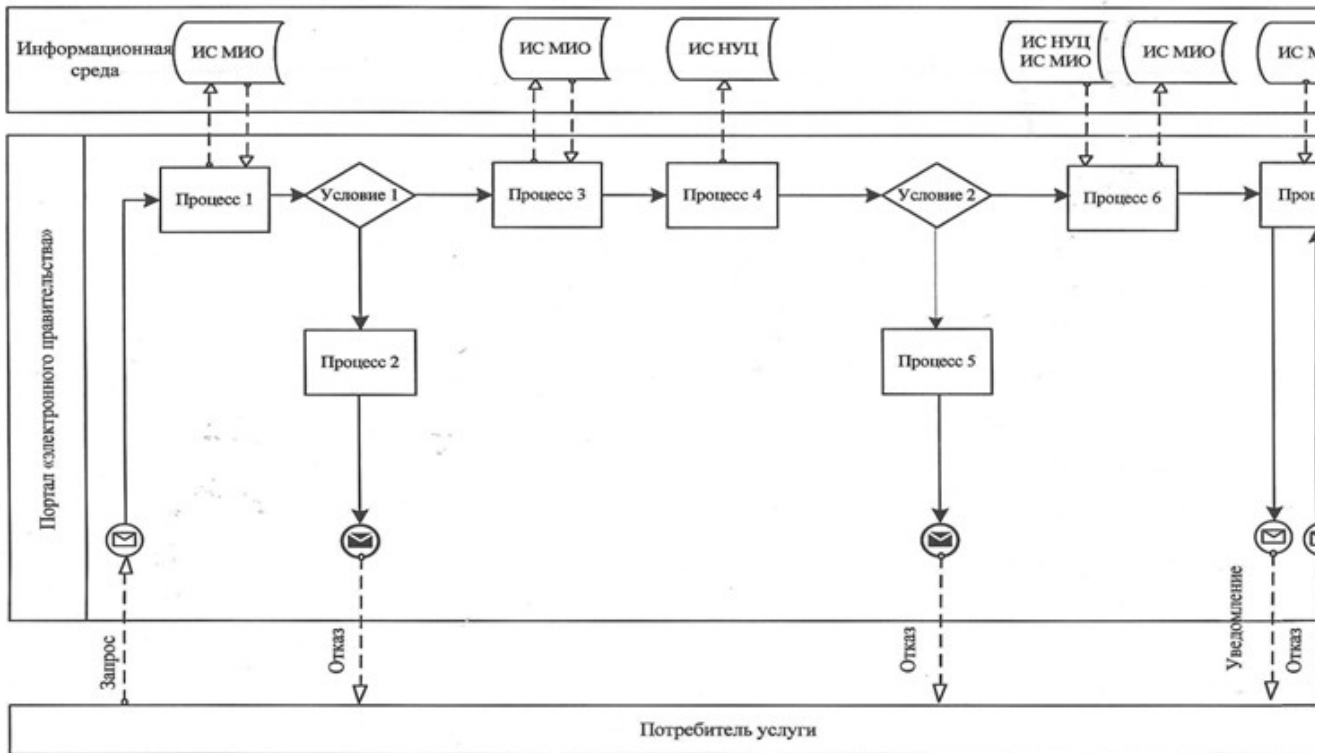 Информационная
среда
ИС МИО
ИС МИО
ИС НУЦ
ИС НУЦ
ИС МИО
ИС МИО
ИС М
Портал «электронного правительства»
Процесс 1
Условие 1
Процесс 3
Процесс 4
Условие 2
Процесс 6
Проц
Процесс 2
Процесс 5
Запрос
Отказ
Отказ
Уведомление
Отказ
Потребитель услуги